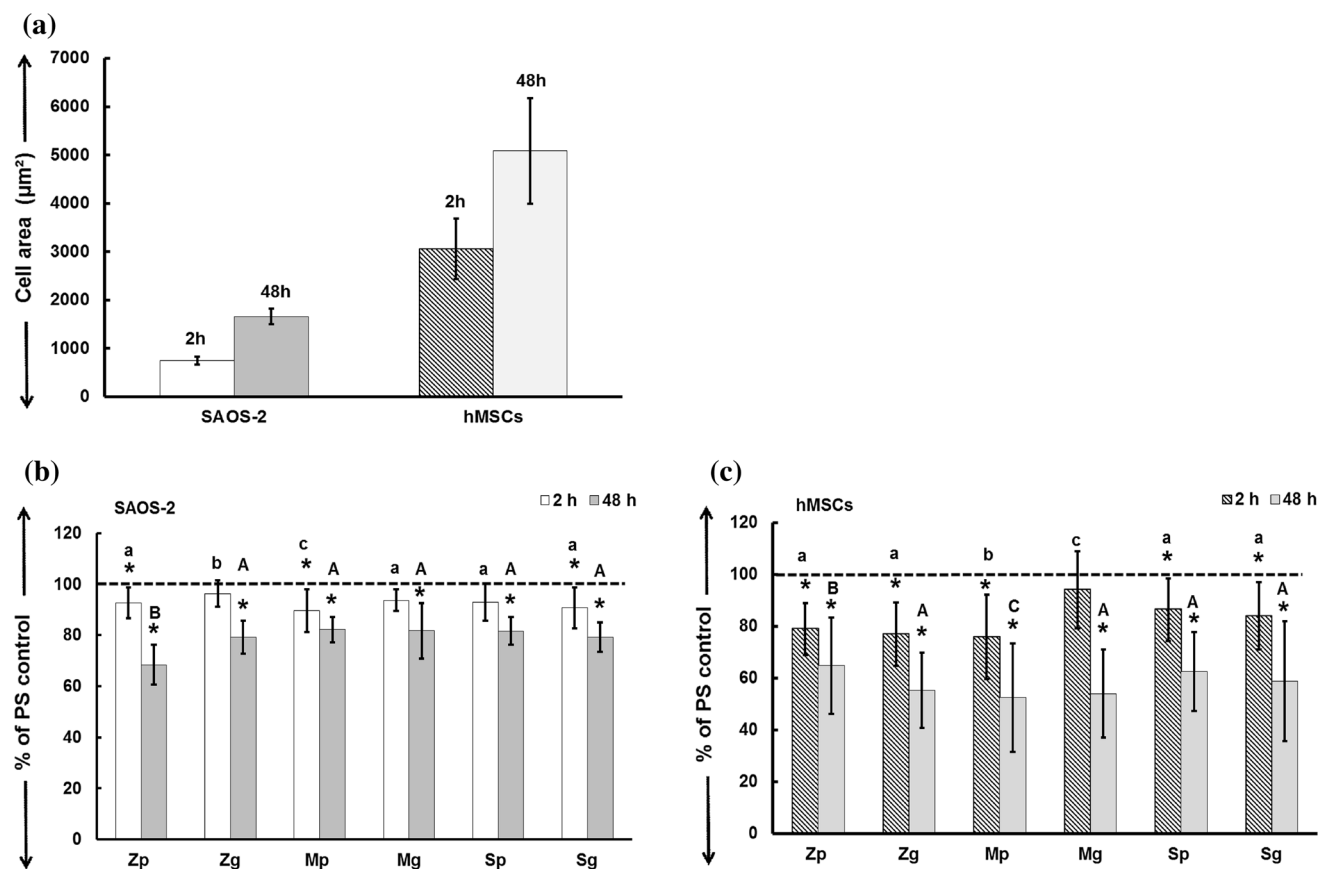 (a)
7000
6000
5000
4000
3000
2000
1000
0
Cell area (µm²)
2h
48h
2h
48h
SAOS-2 hMSCs
(b)
SAOS-2
2 h 48 h
% of PS control
120
100
80
60
40
20
0
a b c a a a
* * *
B A A A A A
* * * * * *
Zp Zg Mp Mg Sp Sg
(c)
hMSCs
2 h 48 h
% of PS control
120
100
80
60
40
20
0
a a b c a a
* * * * *
B A C A A A
* * * * * *
Zp Zg Mp Mg Sp Sg